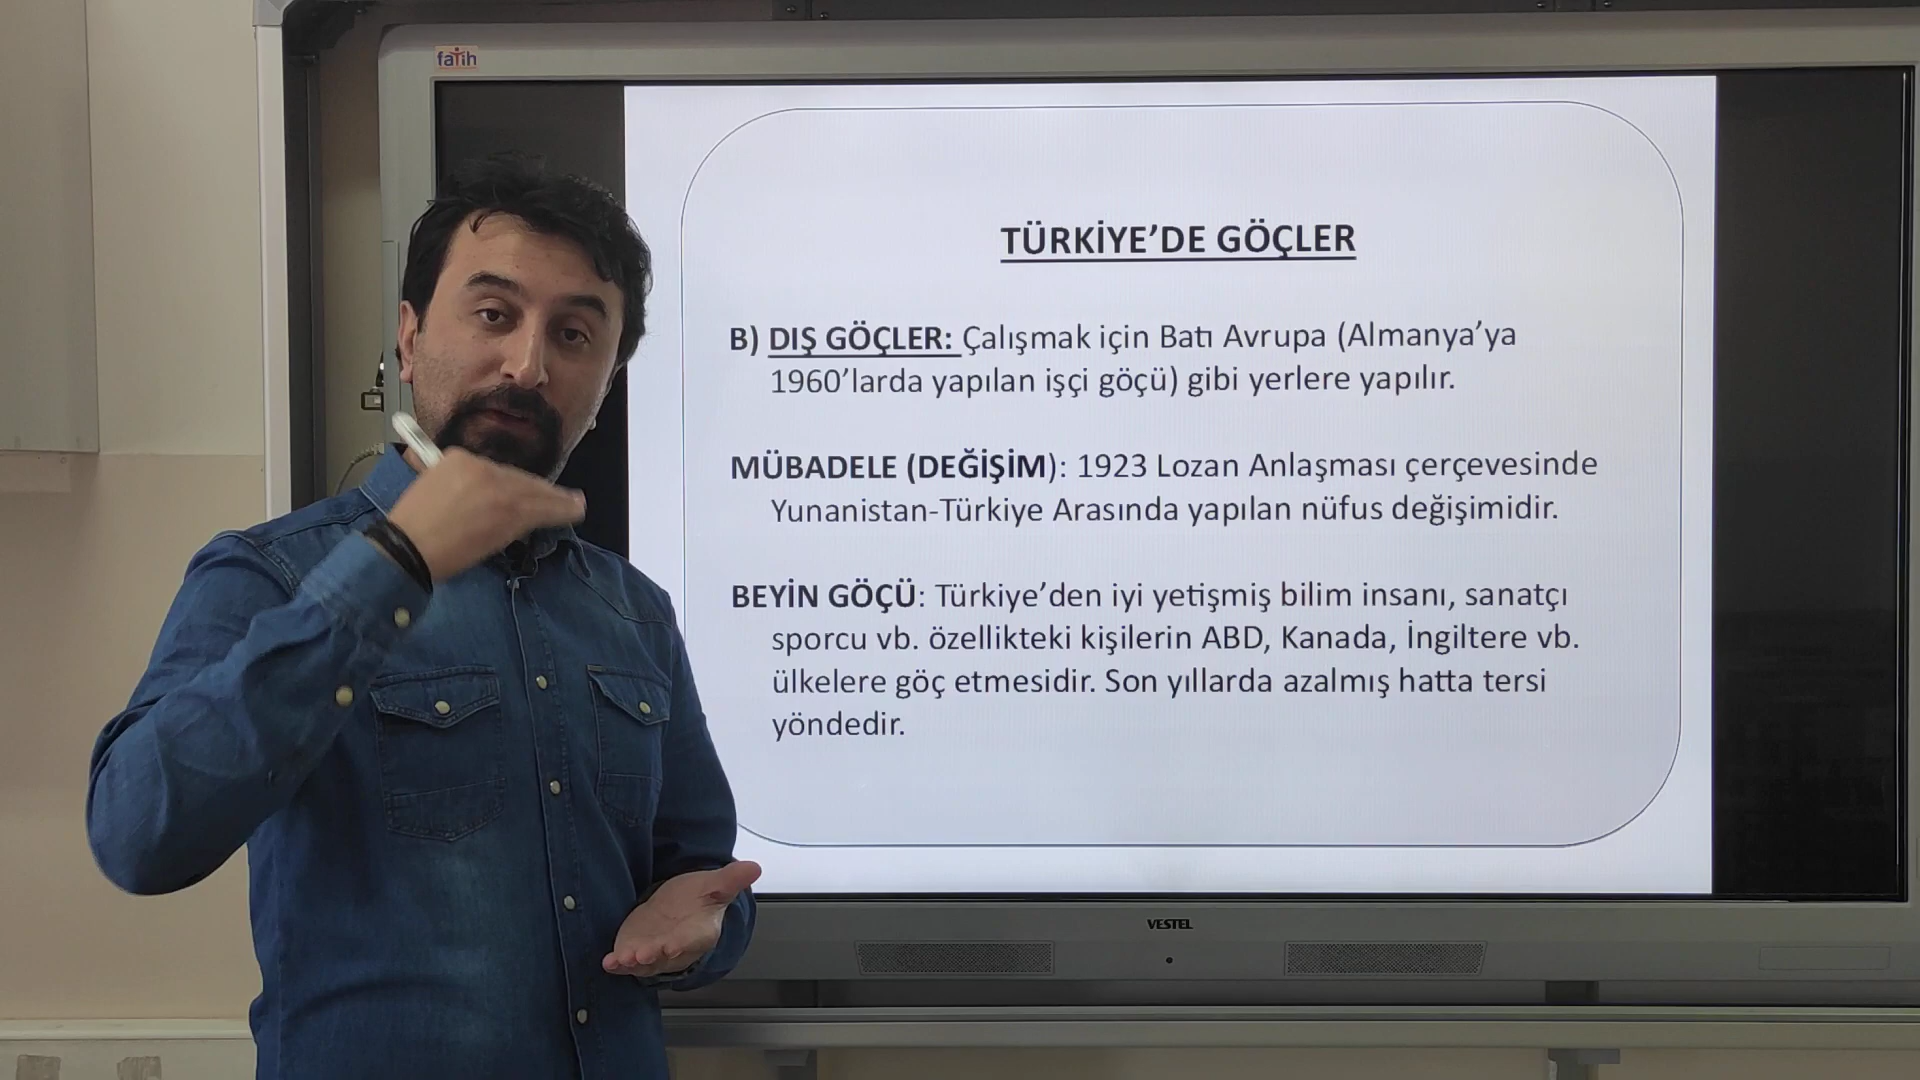 fatih
TÜRKİYE’DE GÖÇLER
B) DIŞ GÖÇLER: Çalışmak için Batı Avrupa (Almanya’ya
1960’larda yapılan işçi göçü) gibi yerlere yapılır.
MÜBADELE (DEĞİŞİM): 1923 Lozan Anlaşması çerçevesinde
Yunanistan-Türkiye Arasında yapılan nüfus değişimidir.
BEYİN GÖÇÜ: Türkiye’den iyi yetişmiş bilim insanı, sanatçı
sporcu vb. özellikteki kişilerin ABD, Kanada, İngiltere vb.
ülkelere göç etmesidir. Son yıllarda azalmış hatta tersi
yöndedir.
VESTEL